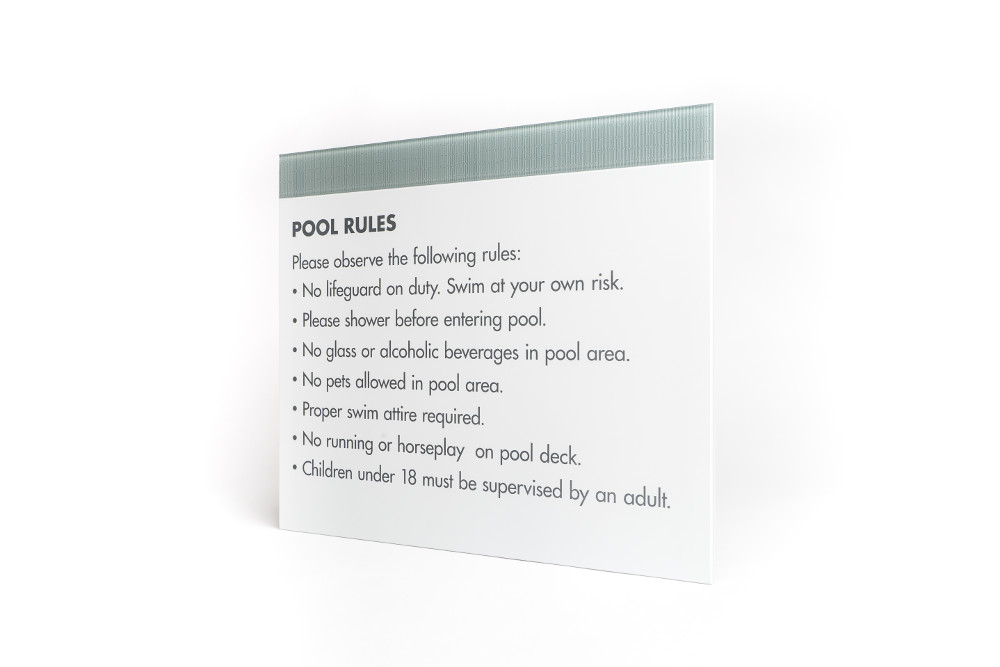 POOL RULES
Please observe the following rules:
• No lifeguard on duty. Swim at your own risk.
• Please shower before entering pool.
• No glass or alcoholic beverages in pool area.
• No pets allowed in pool area.
• Proper swim attire required.
• No running or horseplay  on pool deck.
• Children under 18 must be supervised by an adult.